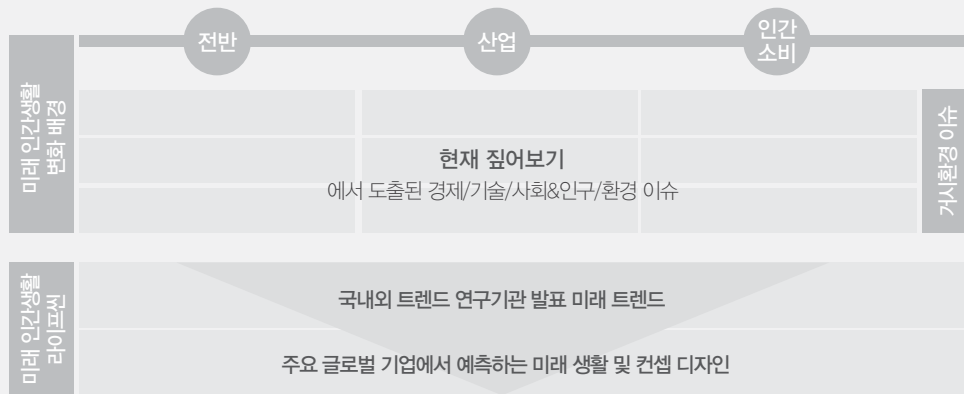 전반
산업
인간
소비
미래 인간생활
변화 배경
현재 짚어보기
에서 도출된 경제/기술/사회&인구/환경 이슈
거시환경 이슈
미래 인간생활
라이프씬
국내외 트렌드 연구기관 발표 미래 트렌드
주요 글로벌 기업에서 예측하는 미래 생활 및 컨셉 디자인